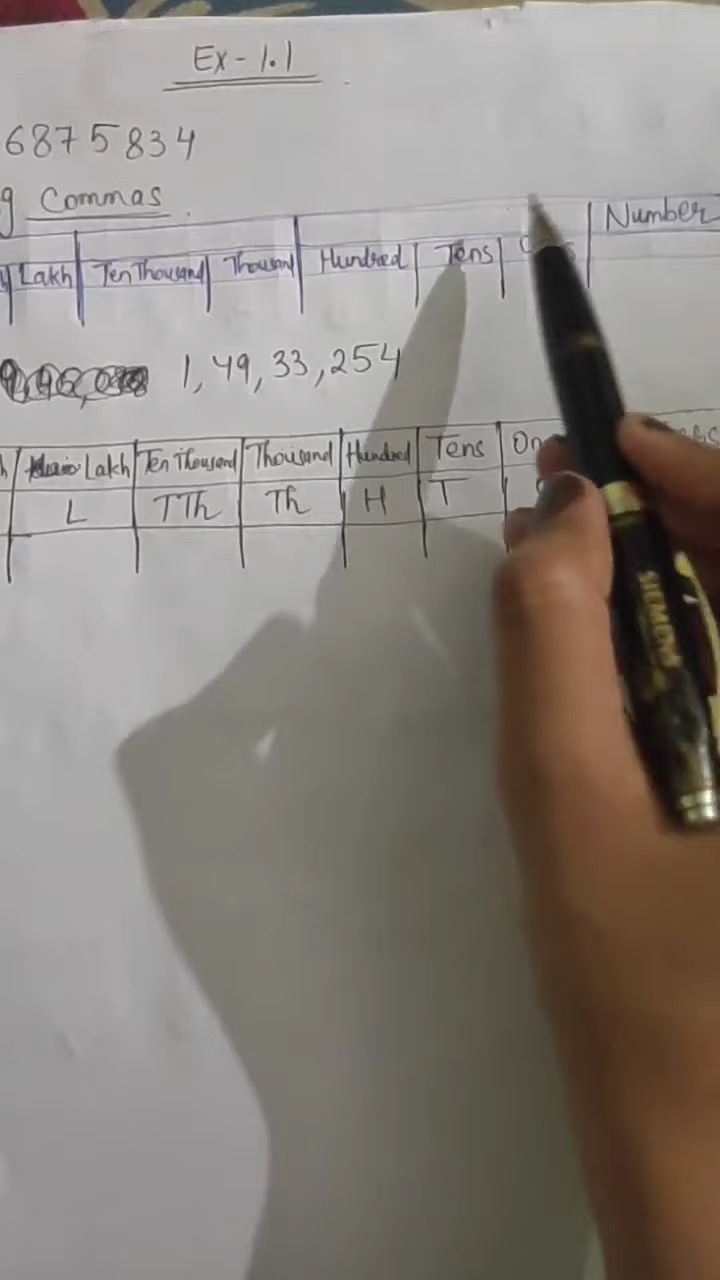 Ex - 1.1
6875834
g Commas
Number
Lakh Ten Thousand Thousand Hundred Tens
1,49,33,254
h Lakh Ten Thousand Thousand Hundred Tens On
L TTh Th H T